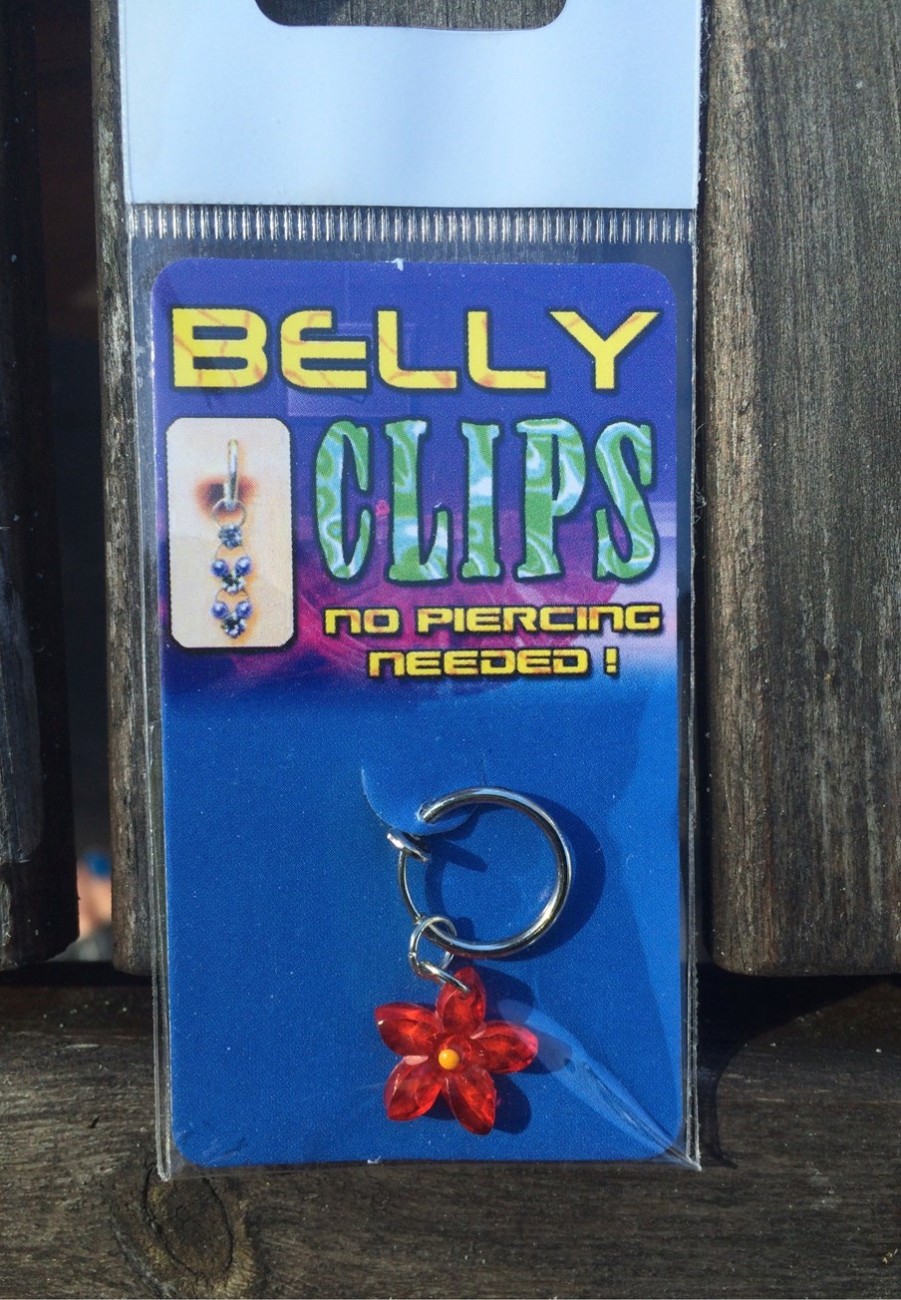 BELLY
CLIPS
NO PIERCING
NEEDED !